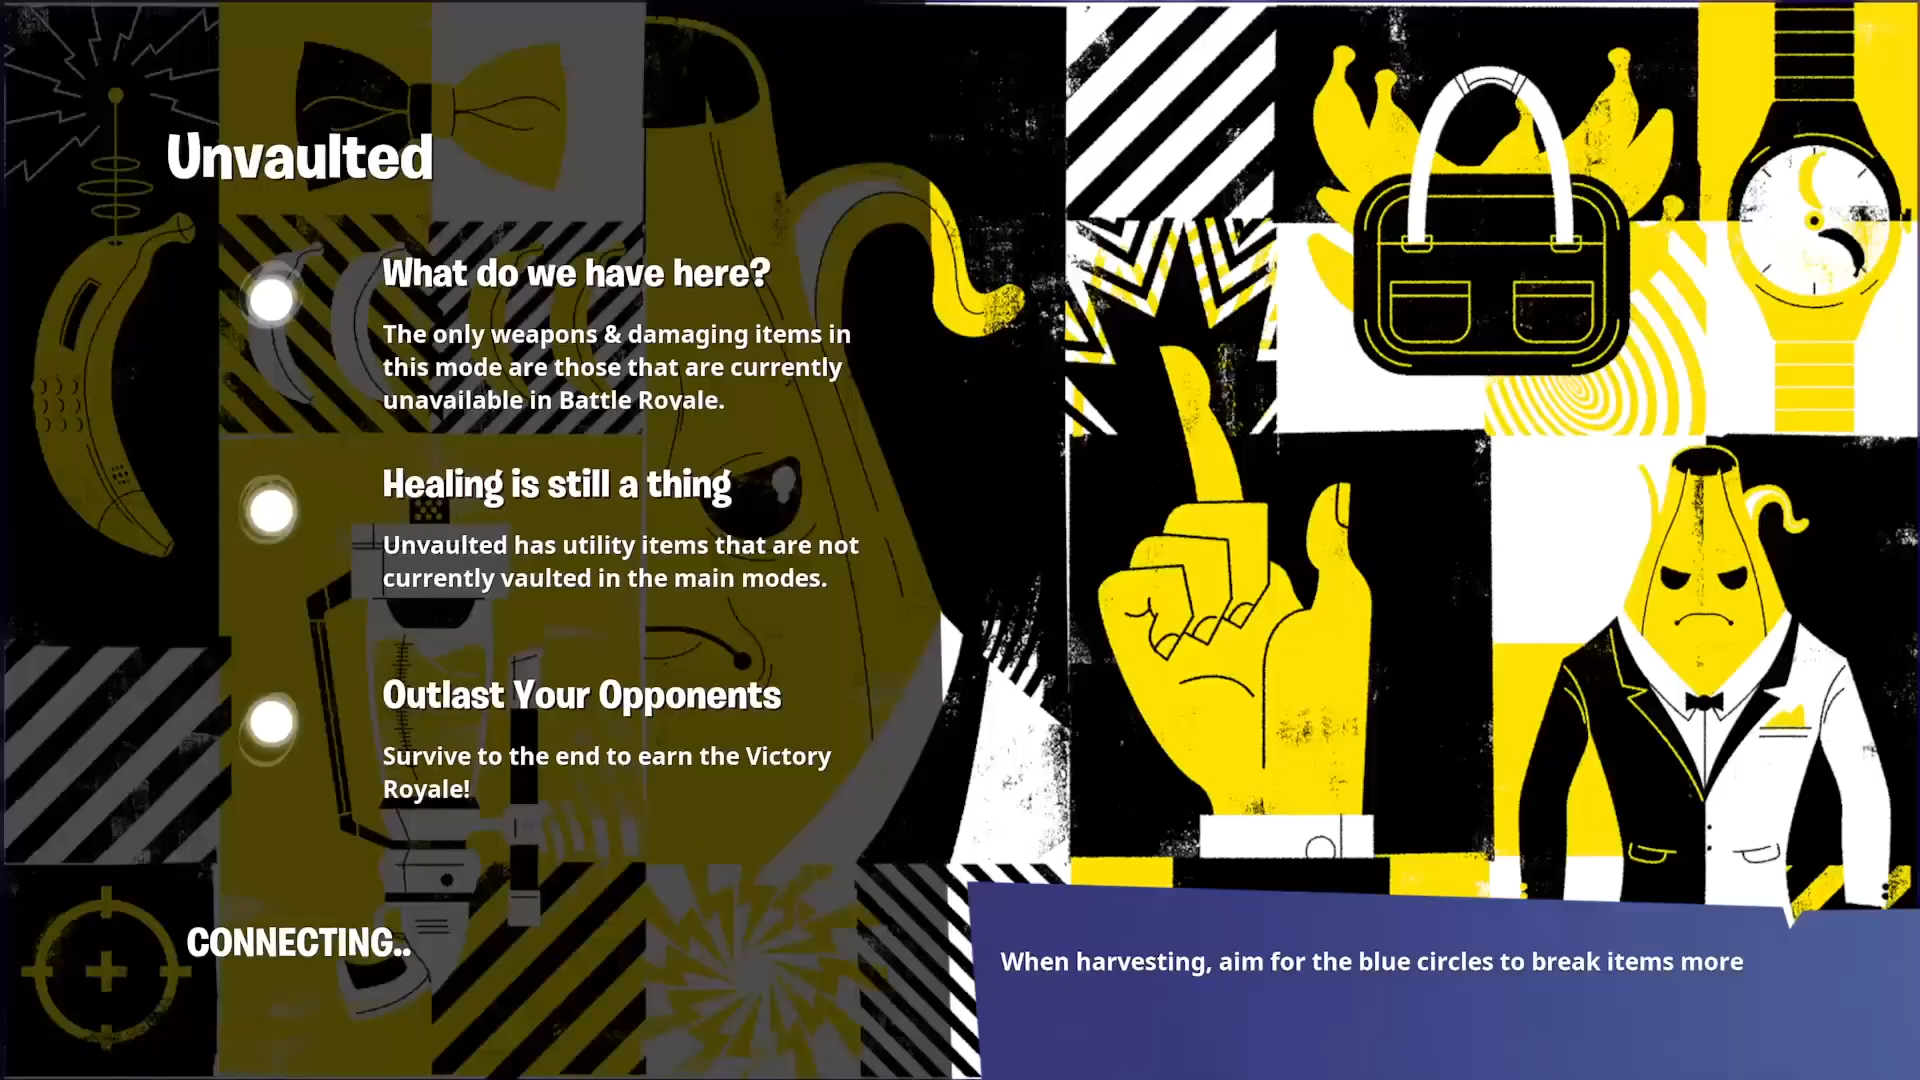 Unvaulted
What do we have here?
The only weapons & damaging items in
this mode are those that are currently
unavailable in Battle Royale.
Healing is still a thing
Unvaulted has utility items that are not
currently vaulted in the main modes.
Outlast Your Opponents
Survive to the end to earn the Victory
Royale!
CONNECTING..
When harvesting, aim for the blue circles to break items more